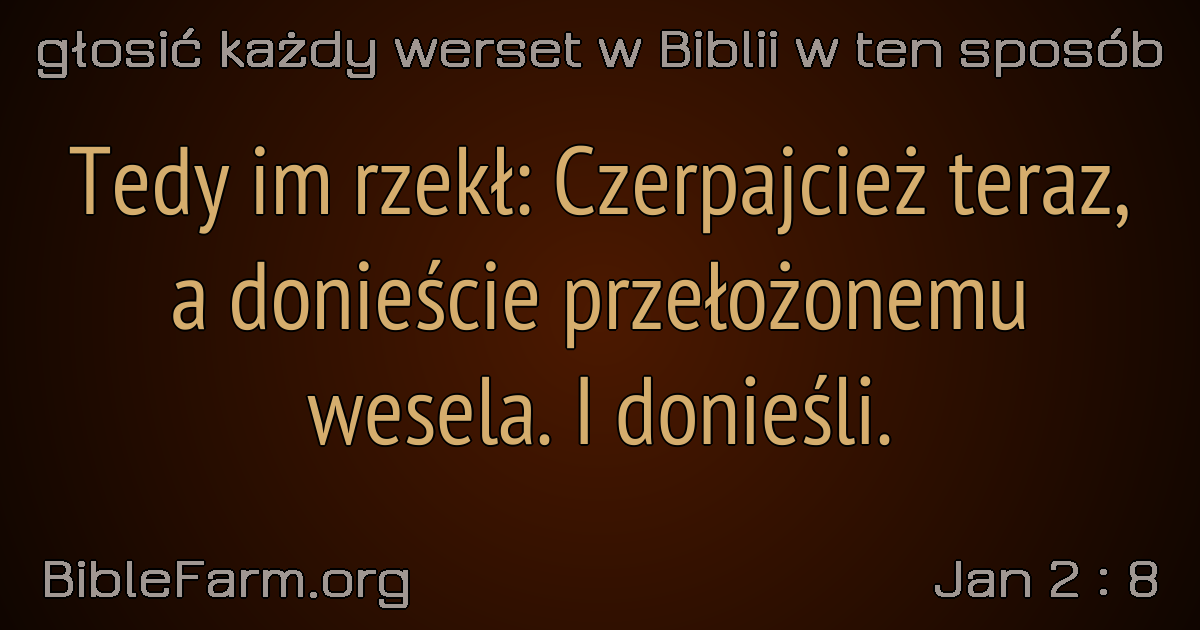 głosić każdy werset w Biblii w ten sposób
Tedy im rzekł: Czerpajcież teraz,
a donieście przełożonemu
wesela. I donieśli.
BibleFarm.org
Jan 2 : 8